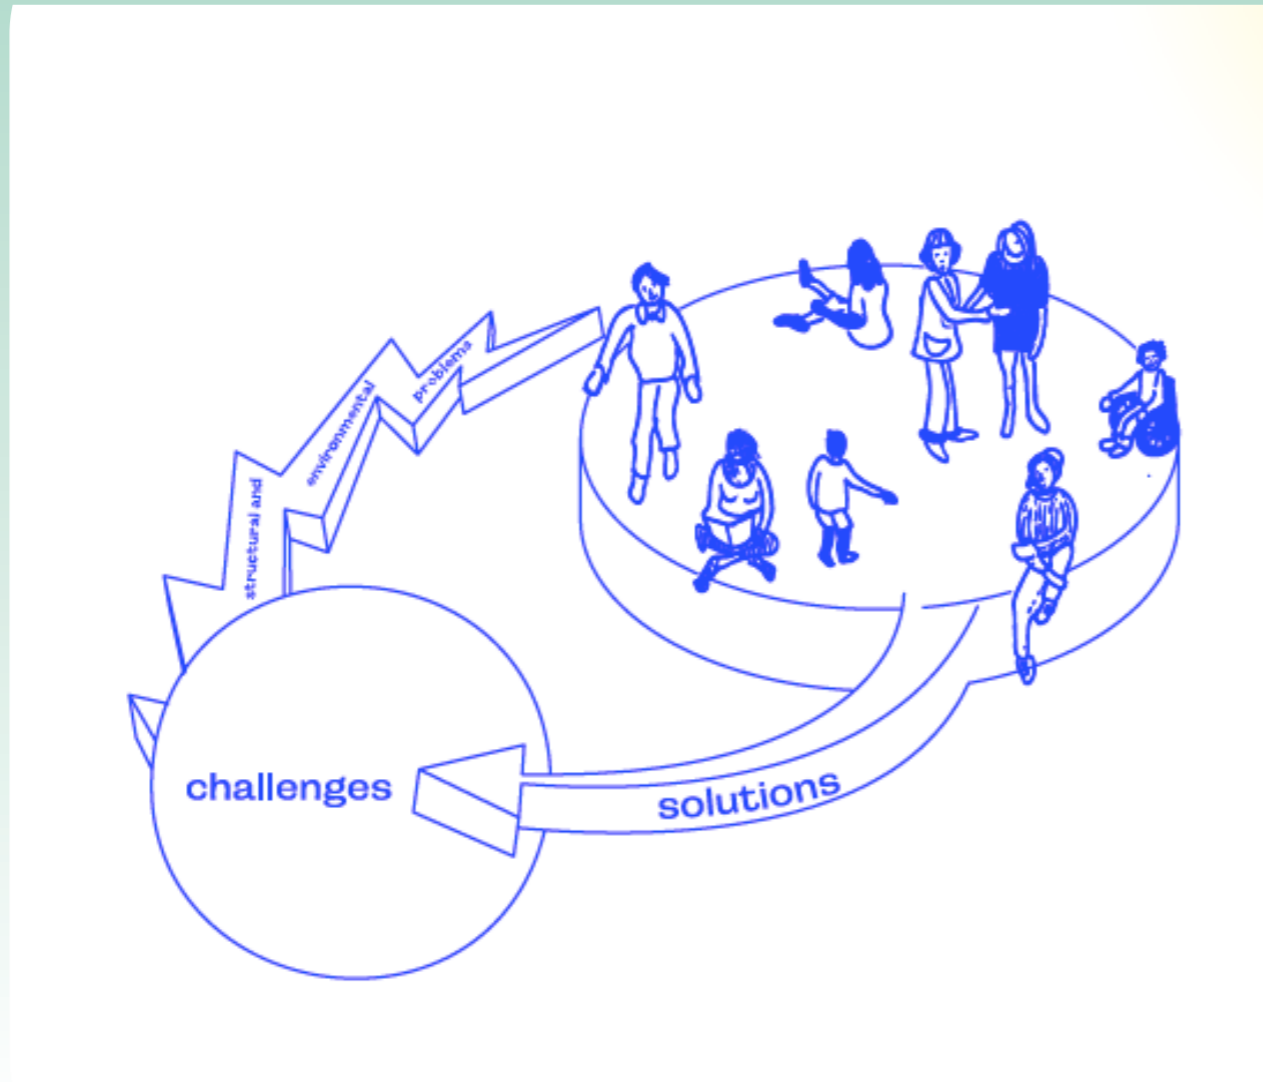 structural and
environmental
problems
challenges
solutions